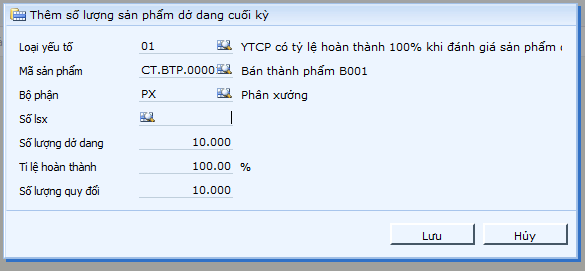 Thêm số lượng sản phẩm dở dang cuối kỳ
Loại yếu tố 01 YTCP có tỷ lệ hoàn thành 100% khi đánh giá sản phẩm
Mã sản phẩm CT.BTP.0000 Bán thành phẩm B001
Bộ phận PX Phân xưởng
Số lsx
Số lượng dở dang 10.000
Tỉ lệ hoàn thành 100.00 %
Số lượng quy đổi 10.000
Lưu Hủy